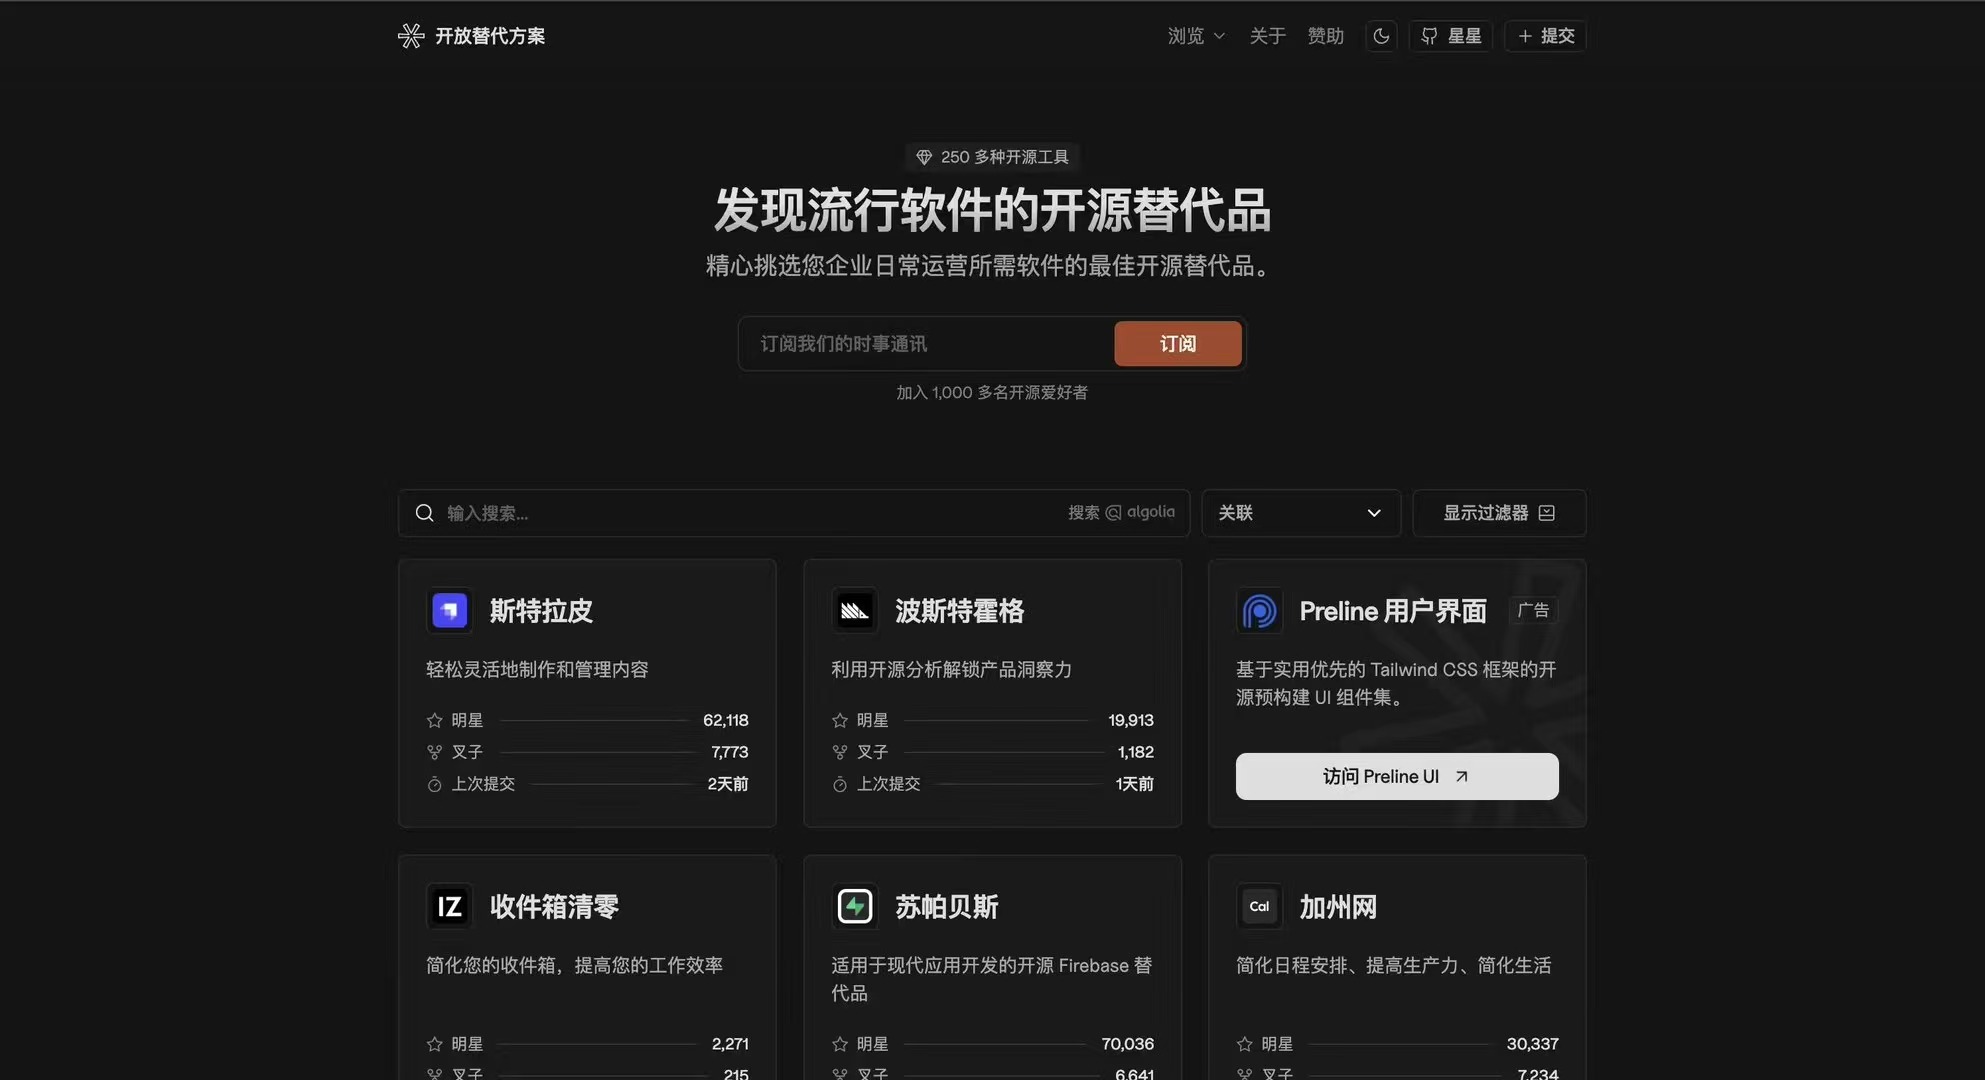 开放替代方案
浏览
关于
赞助
星星
提交
250 多种开源工具
发现流行软件的开源替代品
精心挑选您企业日常运营所需软件的最佳开源替代品。
订阅我们的时事通讯
订阅
加入 1,000 多名开源爱好者
输入搜索...
搜索 algolia
关联
显示过滤器
斯特拉皮
轻松灵活地制作和管理内容
明星 62,118
叉子 7,773
上次提交 2天前
波斯特霍格
利用开源分析解锁产品洞察力
明星 19,913
叉子 1,182
上次提交 1天前
Preline 用户界面 广告
基于实用优先的 Tailwind CSS 框架的开
源预构建 UI 组件集。
访问 Preline UI
IZ 收件箱清零
简化您的收件箱，提高您的工作效率
明星 2,271
叉子 215
苏帕贝斯
适用于现代应用开发的开源 Firebase 替
代品
明星 70,036
叉子 6,641
Cal 加州网
简化日程安排、提高生产力、简化生活
明星 30,337
叉子 7,234